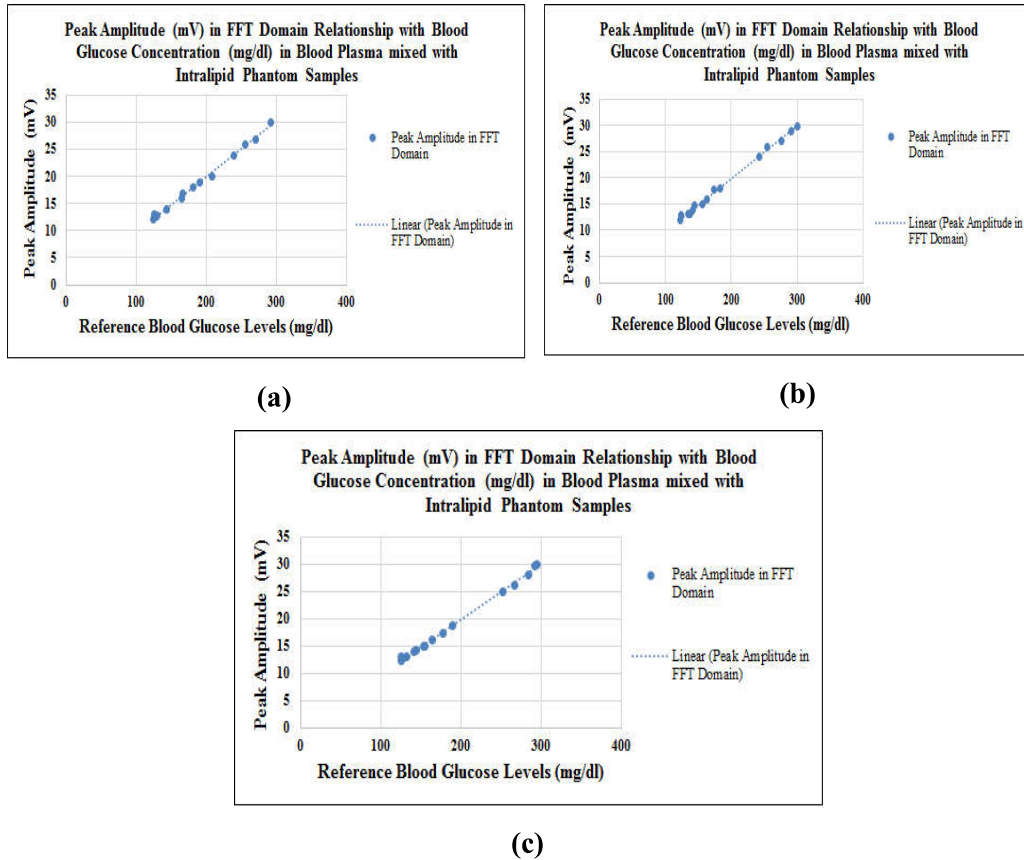 Peak Amplitude (mV) in FFT Domain Relationship with Blood
Glucose Concentration (mg/dl) in Blood Plasma mixed with
Intralipid Phantom Samples
Peak Amplitude (mV)
35
30
25
20
15
10
5
0
0 100 200 300 400
Reference Blood Glucose Levels (mg/dl)
Peak Amplitude in FFT
Domain
Linear (Peak Amplitude in
FFT Domain)
(a)
Peak Amplitude (mV) in FFT Domain Relationship with Blood
Glucose Concentration (mg/dl) in Blood Plasma mixed with
Intralipid Phantom Samples
Peak Amplitude (mV)
35
30
25
20
15
10
5
0
0 100 200 300 400
Reference Blood Glucose Levels (mg/dl)
Peak Amplitude in FFT
Domain
Linear (Peak Amplitude in
FFT Domain)
(b)
Peak Amplitude (mV) in FFT Domain Relationship with Blood
Glucose Concentration (mg/dl) in Blood Plasma mixed with
Intralipid Phantom Samples
Peak Amplitude (mV)
35
30
25
20
15
10
5
0
0 100 200 300 400
Reference Blood Glucose Levels (mg/dl)
Peak Amplitude in FFT
Domain
Linear (Peak Amplitude in
FFT Domain)
(c)